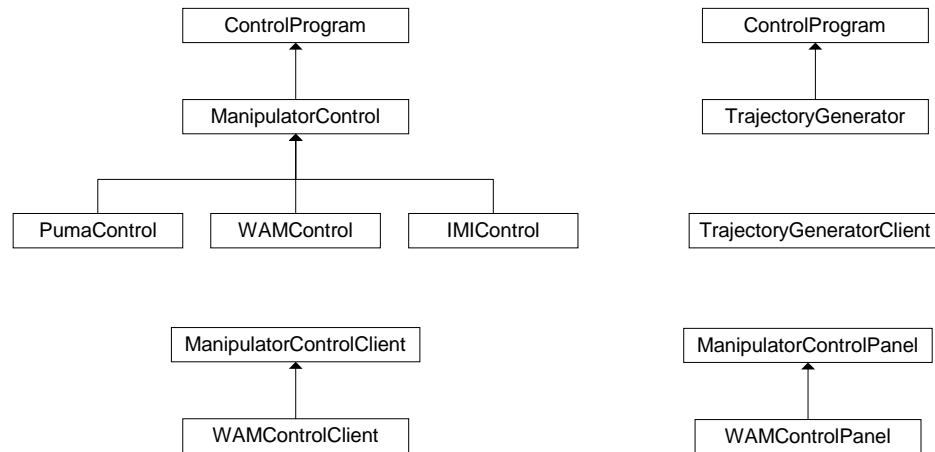 ControlProgram
ControlProgram
ManipulatorControl
TrajectoryGenerator
PumaControl
WAMControl
IMIControl
TrajectoryGeneratorClient
ManipulatorControlClient
ManipulatorControlPanel
WAMControlClient
WAMControlPanel